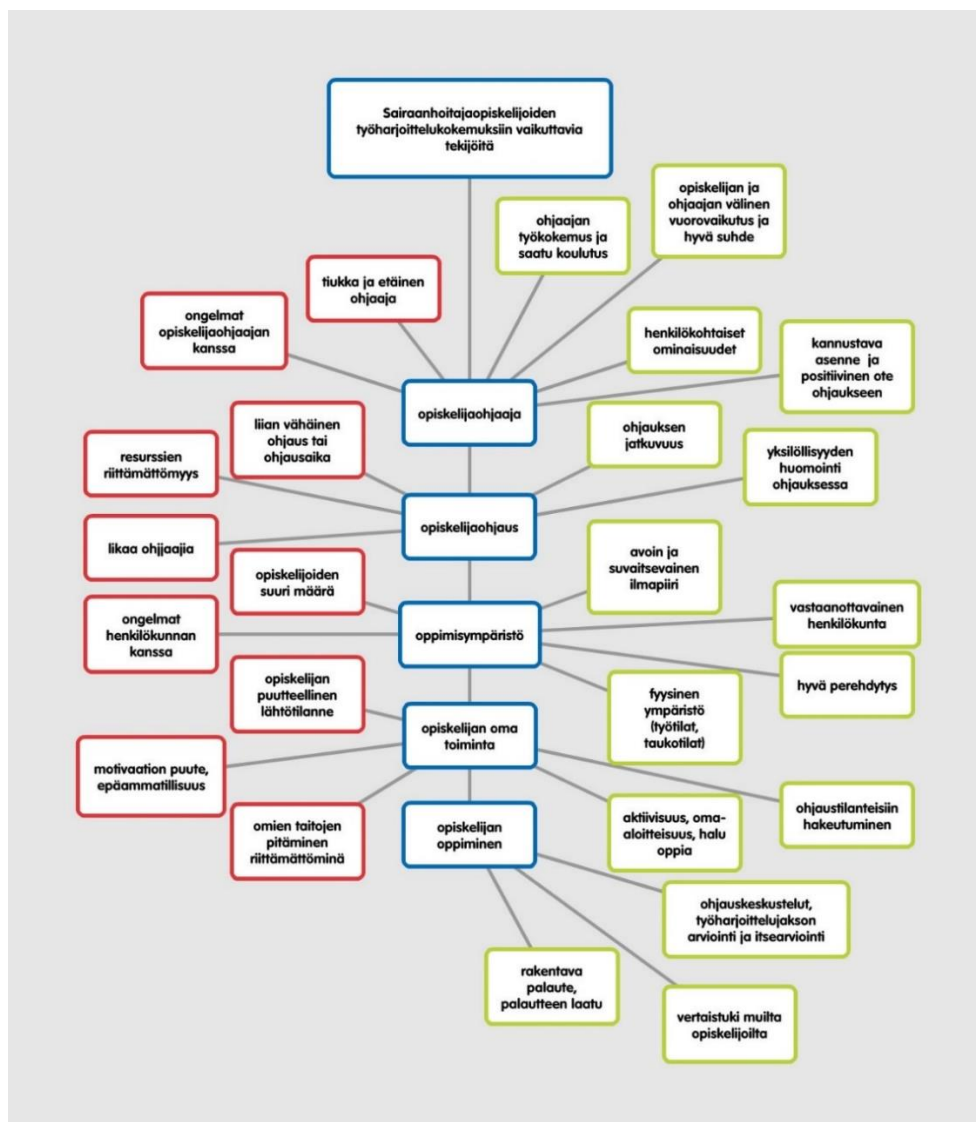 Sairaanhoitajaopiskelijoiden
työharjoittelukokemuksiin vaikuttavia
tekijöitä
opiskelijan ja
ohjaajan välinen
vuorovaikutus ja
hyvä suhde
ohjaajan
työkokemus ja
saatu koulutus
tiukka ja etäinen
ohjaaja
ongelmat
opiskelijaohjaajan
kanssa
henkilökohtaiset
ominaisuudet
kannustava
asenne ja
positiivinen ote
ohjaukseen
opiskelijaohjaaja
liian vähäinen
ohjaus tai
ohjausaika
ohjauksen
jatkuvuus
resurssien
riittämättömyys
yksilöllisyyden
huomointi
ohjauksessa
opiskelijaohjaus
likaa ohjjaajia
avoin ja
suvaitsevainen
ilmapiiri
opiskelijoiden
suuri määrä
vastaanottavainen
henkilökunta
ongelmat
henkilökunnan
kanssa
oppimisympäristö
hyvä perehdytys
opiskelijan
puutteellinen
lähtötilanne
fyysinen
ympäristö
(työtilat,
taukotilat)
opiskelijan oma
toiminta
motivaation puute,
epäammatillisuus
ohjaustilanteisiin
hakeutuminen
omien taitojen
pitäminen
riittämättöminä
opiskelijan
oppiminen
aktiivisuus, oma-
aloitteisuus, halu
oppia
ohjauskeskustelut,
työharjoittelujakson
arviointi ja itsearviointi
rakentava
palaute,
palautteen laatu
vertaistuki muilta
opiskelijoilta